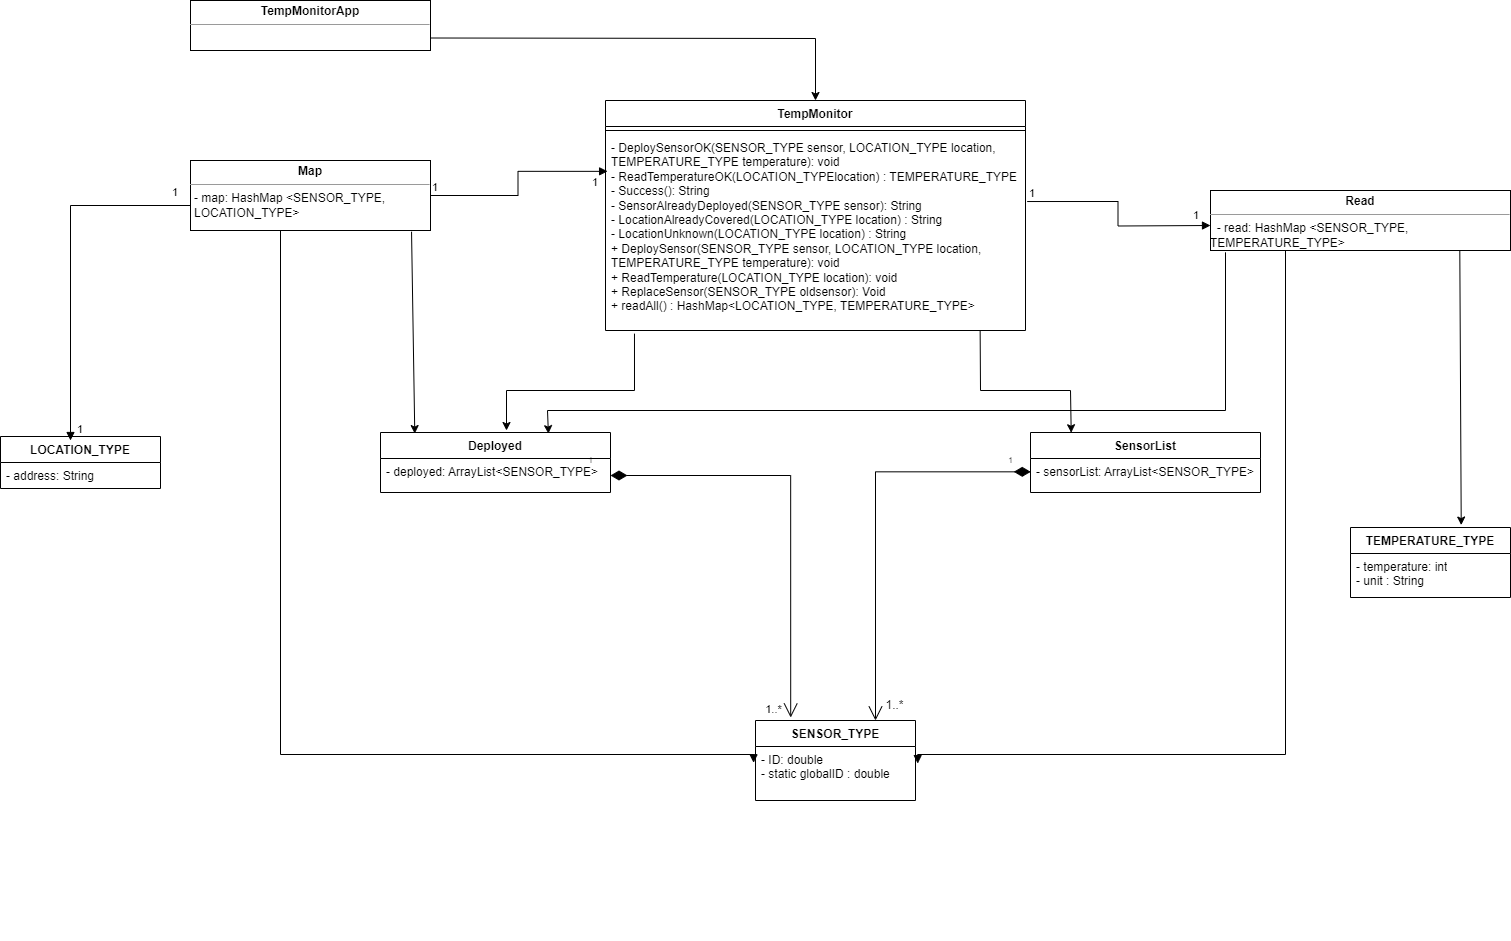 TempMonitorApp
TempMonitor
- DeploySensorOK(SENSOR_TYPE sensor, LOCATION_TYPE location,
TEMPERATURE_TYPE temperature): void
- ReadTemperatureOK(LOCATION_TYPElocation) : TEMPERATURE_TYPE
- Success(): String
- SensorAlreadyDeployed(SENSOR_TYPE sensor): String
- LocationAlreadyCovered(LOCATION_TYPE location) : String
- LocationUnknown(LOCATION_TYPE location) : String
+ DeploySensor(SENSOR_TYPE sensor, LOCATION_TYPE location,
TEMPERATURE_TYPE temperature): void
+ ReadTemperature(LOCATION_TYPE location): void
+ ReplaceSensor(SENSOR_TYPE oldsensor): Void
+ readAll() : HashMap<LOCATION_TYPE, TEMPERATURE_TYPE>
Map
- map: HashMap <SENSOR_TYPE,
LOCATION_TYPE>
1
1
1
1
1
Read
- read: HashMap <SENSOR_TYPE,
TEMPERATURE_TYPE>
1
LOCATION_TYPE
- address: String
Deployed
- deployed: ArrayList<SENSOR_TYPE>
1
SensorList
- sensorList: ArrayList<SENSOR_TYPE>
1
TEMPERATURE_TYPE
- temperature: int
- unit : String
1..*
1..*
SENSOR_TYPE
- ID: double
- static globalID : double